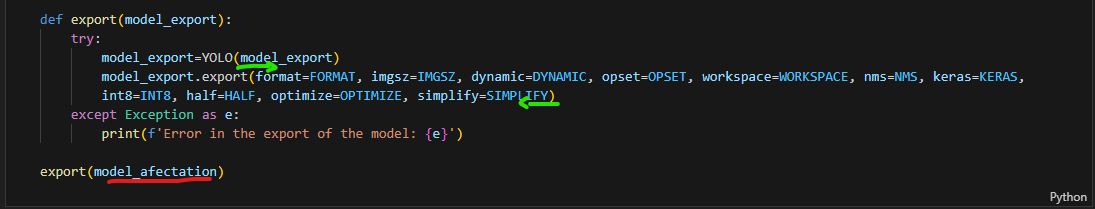 def export(model_export):
    try:
        model_export=YOLO(model_export)
        model_export.export(format=FORMAT, imgsz=IMGSZ, dynamic=DYNAMIC, opset=OPSET, workspace=WORKSPACE, nms=NMS, keras=KERAS,
        int8=INT8, half=HALF, optimize=OPTIMIZE, simplify=SIMPLIFY)
    except Exception as e:
        print(f'Error in the export of the model: {e}')
export(model_afectation)
Python